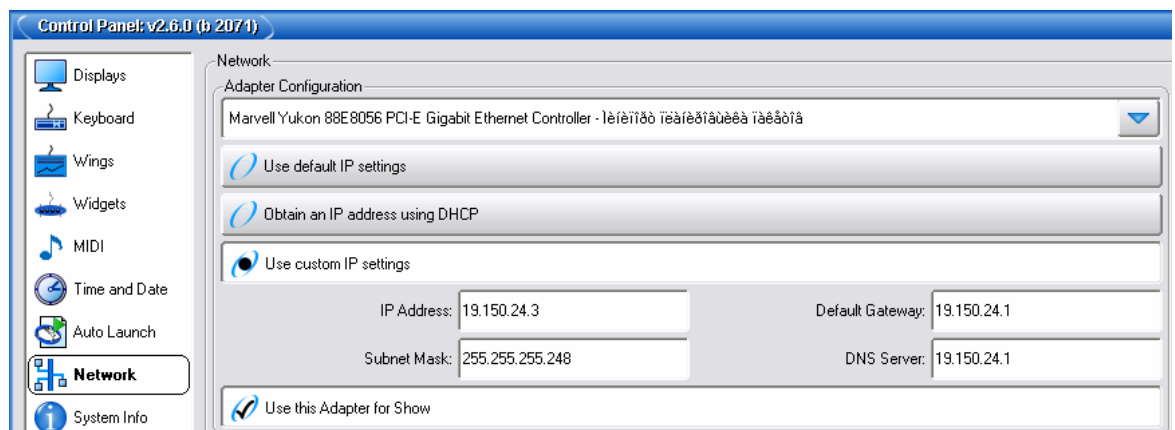 Control Panel: v2.6.0 (b 2071)
Displays
Keyboard
Wings
Widgets
MIDI
Time and Date
Auto Launch
Network
System Info
Network
Adapter Configuration
Marvell Yukon 88E8056 PCI-E Gigabit Ethernet Controller - Ìèíèïîðò ïëàíèðîâùèêà ïàêåòîâ
Use default IP settings
Obtain an IP address using DHCP
Use custom IP settings
IP Address: 19.150.24.3 Default Gateway: 19.150.24.1
Subnet Mask: 255.255.255.248 DNS Server: 19.150.24.1
Use this Adapter for Show